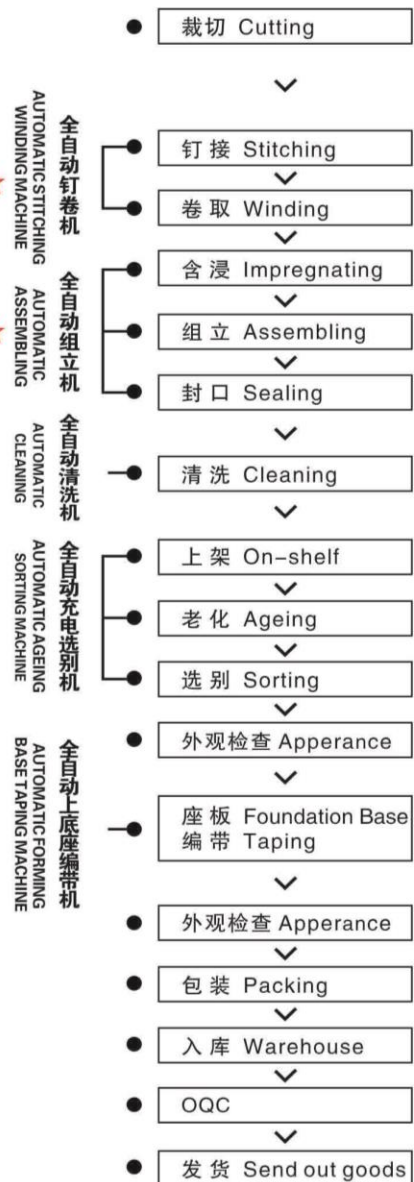 裁切 Cutting
全自动钉卷机
AUTOMATIC STITCHING
WINDING MACHINE
钉接 Stitching
卷取 Winding
全自动组立机
AUTOMATIC
ASSEMBLING
含浸 Impregnating
组立 Assembling
封口 Sealing
全自动清洗机
AUTOMATIC
CLEANING
清洗 Cleaning
全自动充电选别机
AUTOMATIC AGEING
SORTING MACHINE
上架 On-shelf
老化 Ageing
选别 Sorting
外观检查 Apperance
全自动上底座编带机
AUTOMATIC FORMING
BASE TAPING MACHINE
座板 Foundation Base
编带 Taping
外观检查 Apperance
包装 Packing
入库 Warehouse
OQC
发货 Send out goods